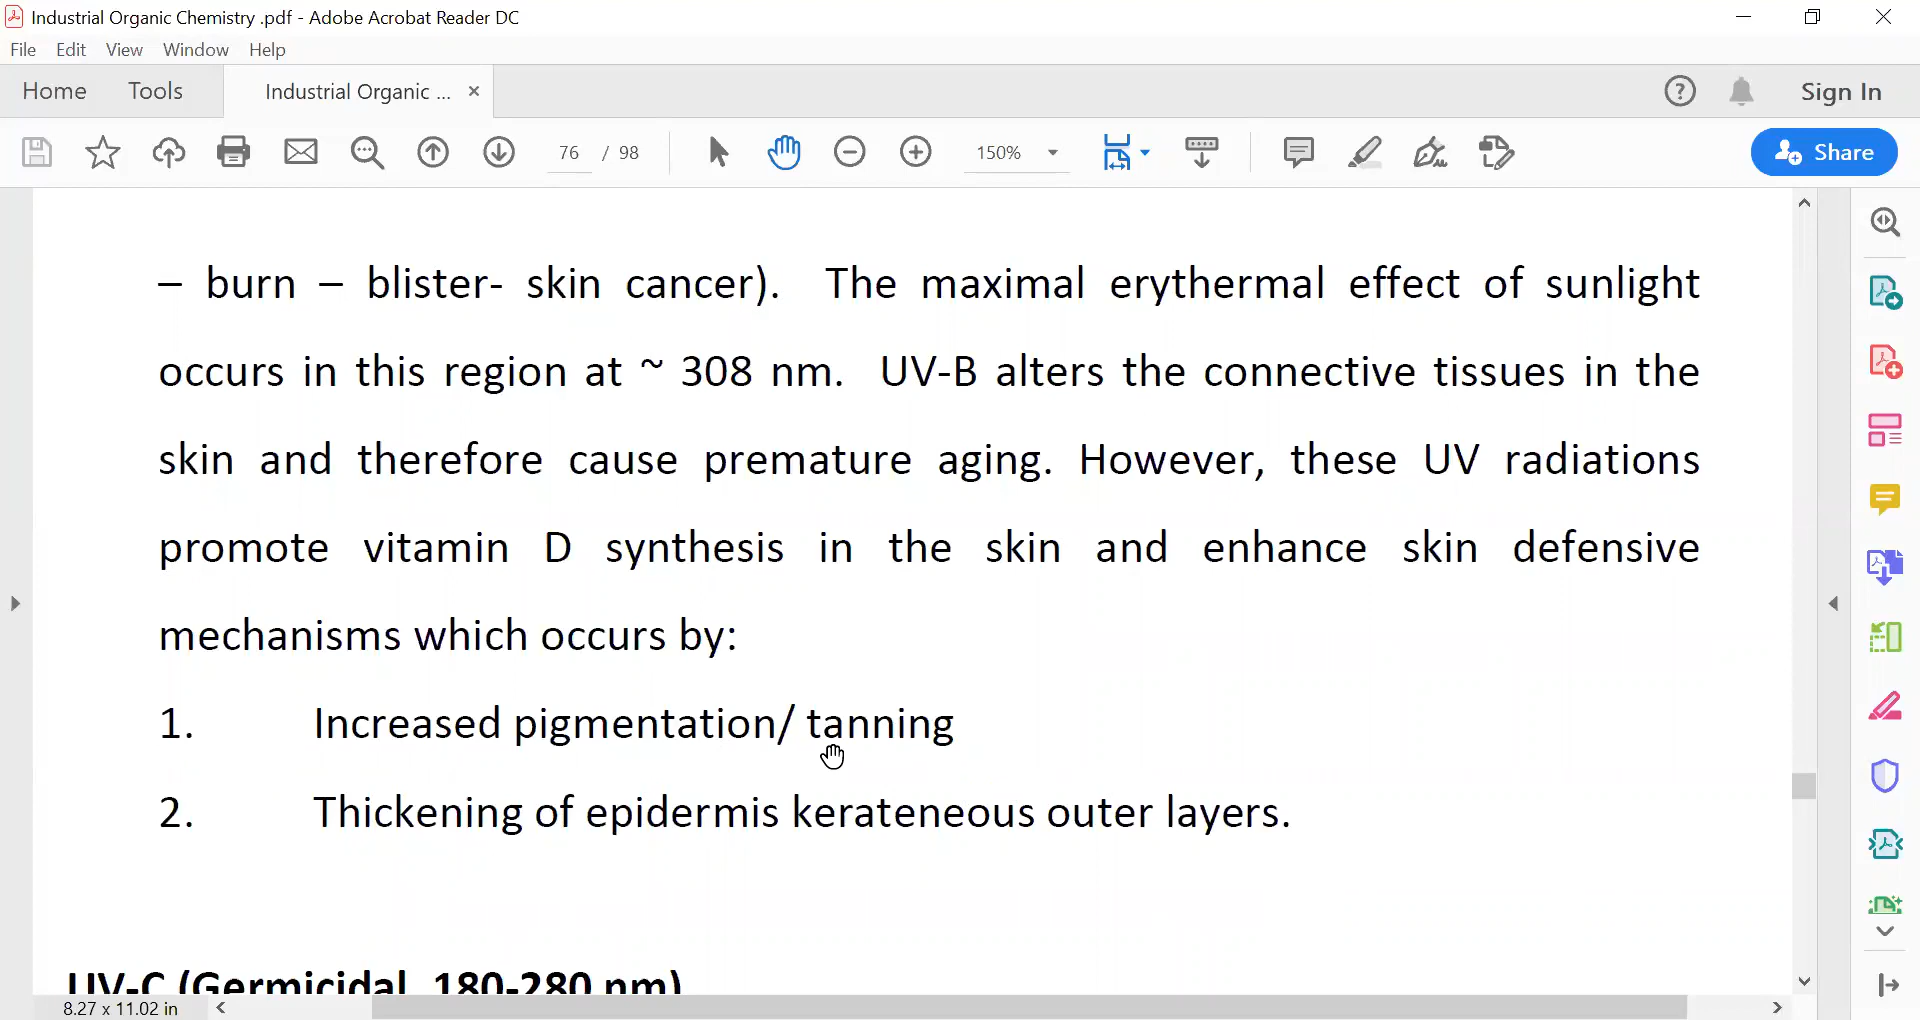 Industrial Organic Chemistry .pdf - Adobe Acrobat Reader DC
File Edit View Window Help
Home Tools Industrial Organic ... × Sign In
76 / 98 150% Share
– burn – blister- skin cancer). The maximal erythermal effect of sunlight
occurs in this region at ~ 308 nm. UV-B alters the connective tissues in the
skin and therefore cause premature aging. However, these UV radiations
promote vitamin D synthesis in the skin and enhance skin defensive
mechanisms which occurs by:
1. Increased pigmentation/ tanning
2. Thickening of epidermis kerateneous outer layers.
UV-C (Germicidal, 180-280 nm)
8.27 x 11.02 in